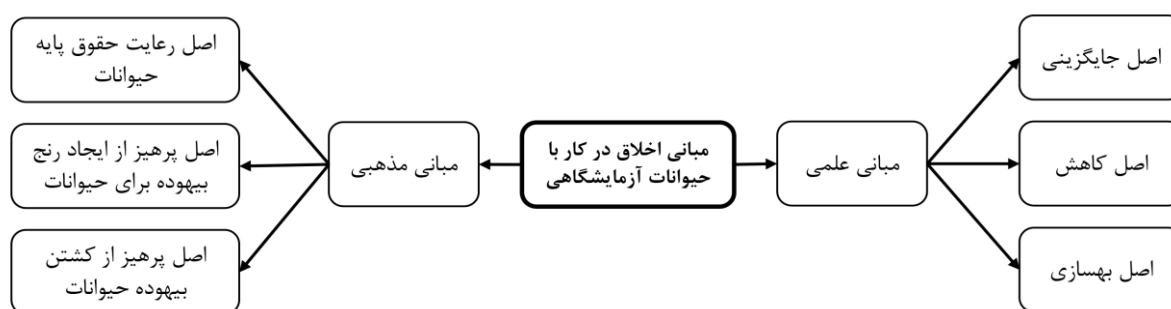 مبانی اخلاق در کار با
حیوانات آزمایشگاهی
مبانی علمی
اصل جایگزینی
اصل کاهش
اصل بهسازی
مبانی مذهبی
اصل رعایت حقوق پایه
حیوانات
اصل پرهیز از ایجاد رنج
بیهوده برای حیوانات
اصل پرهیز از کشتن
بیهوده حیوانات